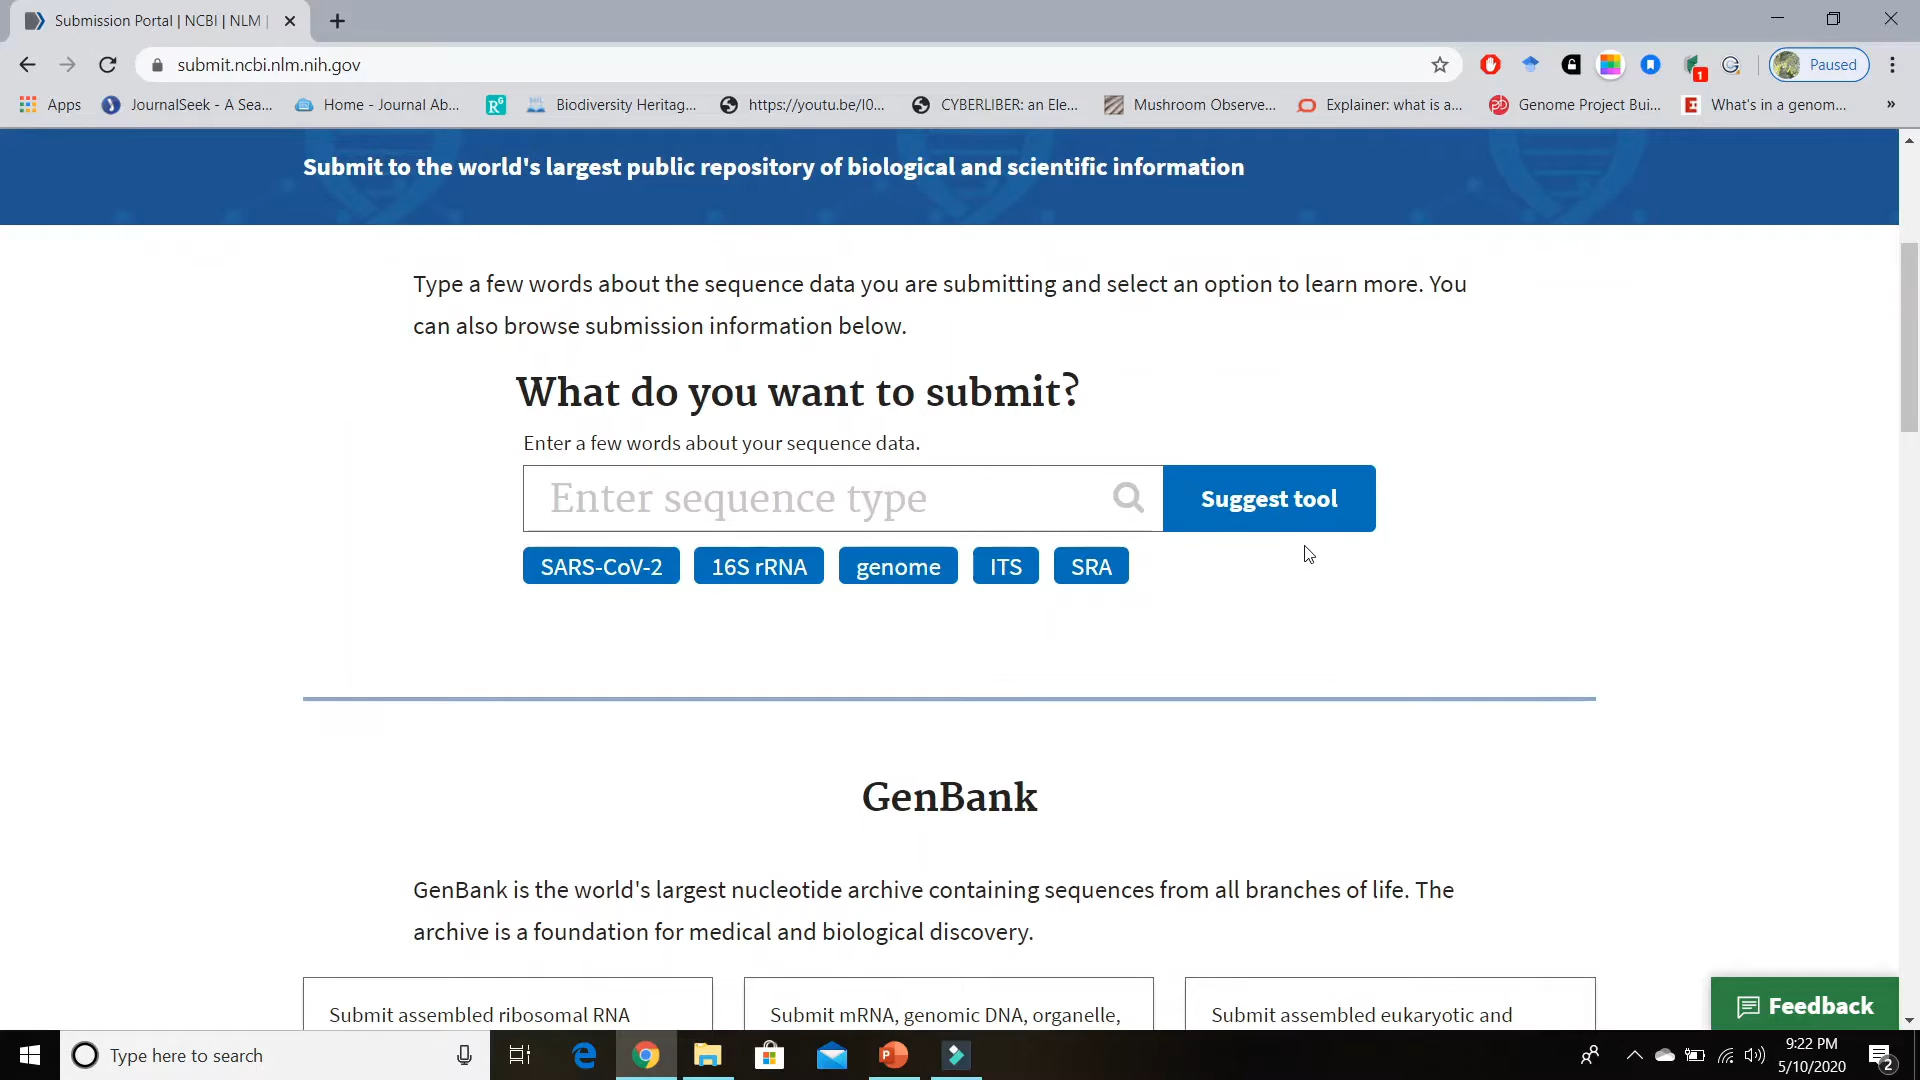 Submission Portal | NCBI | NLM |
submit.ncbi.nlm.nih.gov
1
Paused
Apps
JournalSeek - A Sea...
Home - Journal Ab...
R
Biodiversity Heritag...
https://youtu.be/I0...
CYBERLIBER: an Ele...
Mushroom Observe...
Explainer: what is a...
Genome Project Bui...
What's in a genom...
»
Submit to the world's largest public repository of biological and scientific information
Type a few words about the sequence data you are submitting and select an option to learn more. You
can also browse submission information below.
What do you want to submit?
Enter a few words about your sequence data.
Enter sequence type
Suggest tool
SARS-CoV-2
16S rRNA
genome
ITS
SRA
GenBank
GenBank is the world's largest nucleotide archive containing sequences from all branches of life. The
archive is a foundation for medical and biological discovery.
Submit assembled ribosomal RNA
Submit mRNA, genomic DNA, organelle,
Submit assembled eukaryotic and
Feedback
Type here to search
9:22 PM
5/10/2020
2